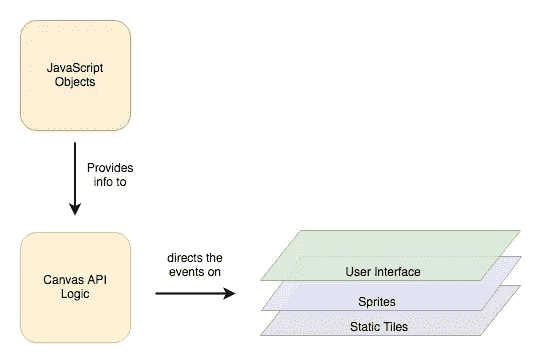 JavaScript
Objects
Provides
info to
Canvas API
Logic
directs the
events on
User Interface
Sprites
Static Tiles